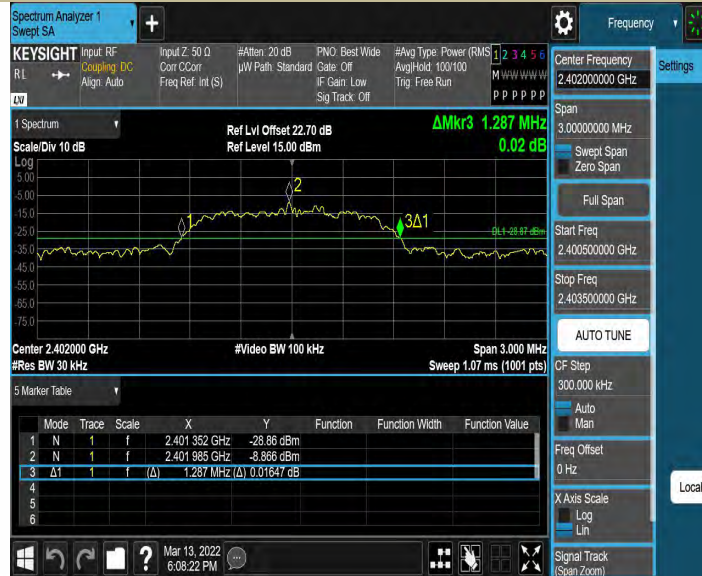 Spectrum Analyzer 1
Swept SA
+
Frequency
KEYSIGHT
RL
LXI
Input: RF
Coupling: DC
Align: Auto
Input Z: 50 Ω
Corr CCorr
Freq Ref: Int (S)
#Atten: 20 dB
µW Path: Standard
PNO: Best Wide
Gate: Off
IF Gain: Low
Sig Track: Off
#Avg Type: Power (RMS
Avg|Hold: 100/100
Trig: Free Run
1 2 3 4 5 6
M W W W W W
P P P P P P
1 Spectrum
Scale/Div 10 dB
Ref Lvl Offset 22.70 dB
Ref Level 15.00 dBm
ΔMkr3 1.287 MHz
0.02 dB
Log
5.00
-5.00
-15.0
-25.0
-35.0
-45.0
-55.0
-65.0
-75.0
1
2
3Δ1
DL1 -28.87 dBm
Center 2.402000 GHz
#Video BW 100 kHz
Span 3.000 MHz
#Res BW 30 kHz
Sweep 1.07 ms (1001 pts)
5 Marker Table
Mode Trace Scale X Y Function Function Width Function Value
1 N 1 f 2.401 352 GHz -28.86 dBm
2 N 1 f 2.401 985 GHz -8.866 dBm
3 Δ1 1 f (Δ) 1.287 MHz (Δ) 0.01647 dB
4
5
6
?
Mar 13, 2022
6:08:22 PM
Center Frequency
2.402000000 GHz
Settings
Span
3.00000000 MHz
Swept Span
Zero Span
Full Span
Start Freq
2.400500000 GHz
Stop Freq
2.403500000 GHz
AUTO TUNE
CF Step
300.000 kHz
Auto
Man
Freq Offset
0 Hz
X Axis Scale
Log
Lin
Local
Signal Track
(Span Zoom)